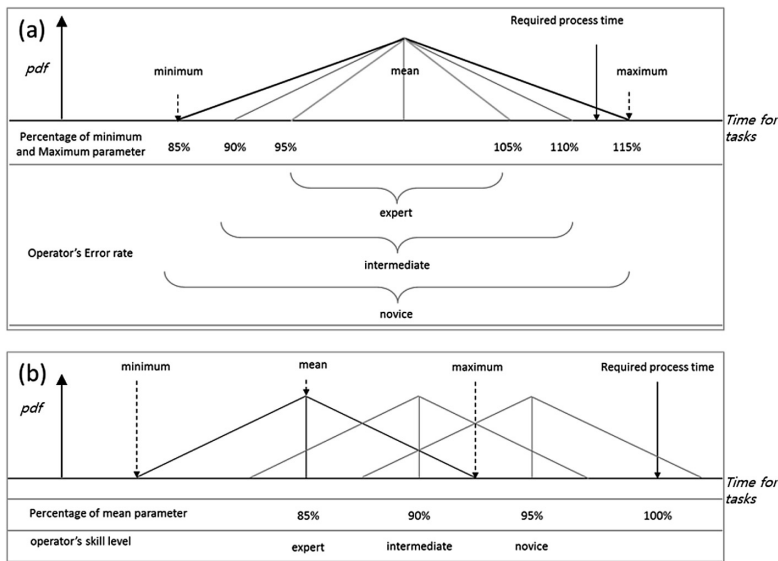 (a)
Required process time
pdf
minimum
mean
maximum
Time for
tasks
Percentage of minimum
and Maximum parameter
85%
90%
95%
105%
110%
115%
expert
Operator's Error rate
intermediate
novice
(b)
minimum
mean
maximum
Required process time
pdf
Time for
tasks
Percentage of mean parameter
85%
90%
95%
100%
operator's skill level
expert
intermediate
novice